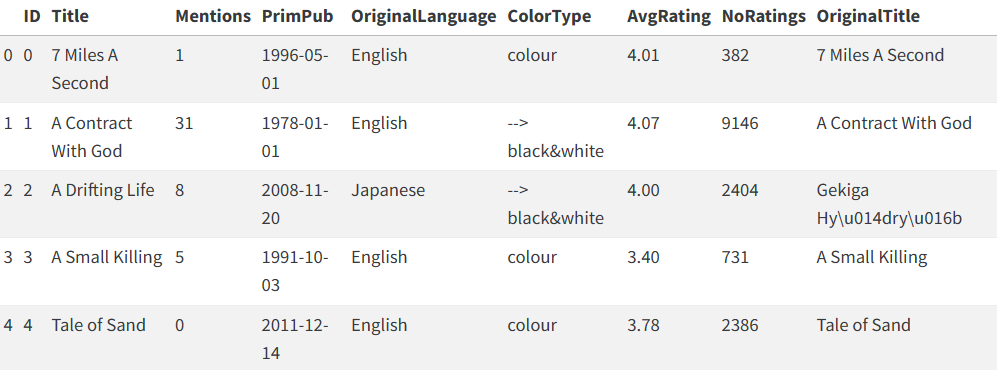 ID Title Mentions PrimPub OriginalLanguage ColorType AvgRating NoRatings OriginalTitle
0 0 7 Miles A 1 1996-05- English colour 4.01 382 7 Miles A Second
Second 01
1 1 A Contract 31 1978-01- English --> 4.07 9146 A Contract With God
With God 01 black&white
2 2 A Drifting Life 8 2008-11- Japanese --> 4.00 2404 Gekiga
20 black&white Hy\u014dry\u016b
3 3 A Small Killing 5 1991-10- English colour 3.40 731 A Small Killing
03
4 4 Tale of Sand 0 2011-12- English colour 3.78 2386 Tale of Sand
14